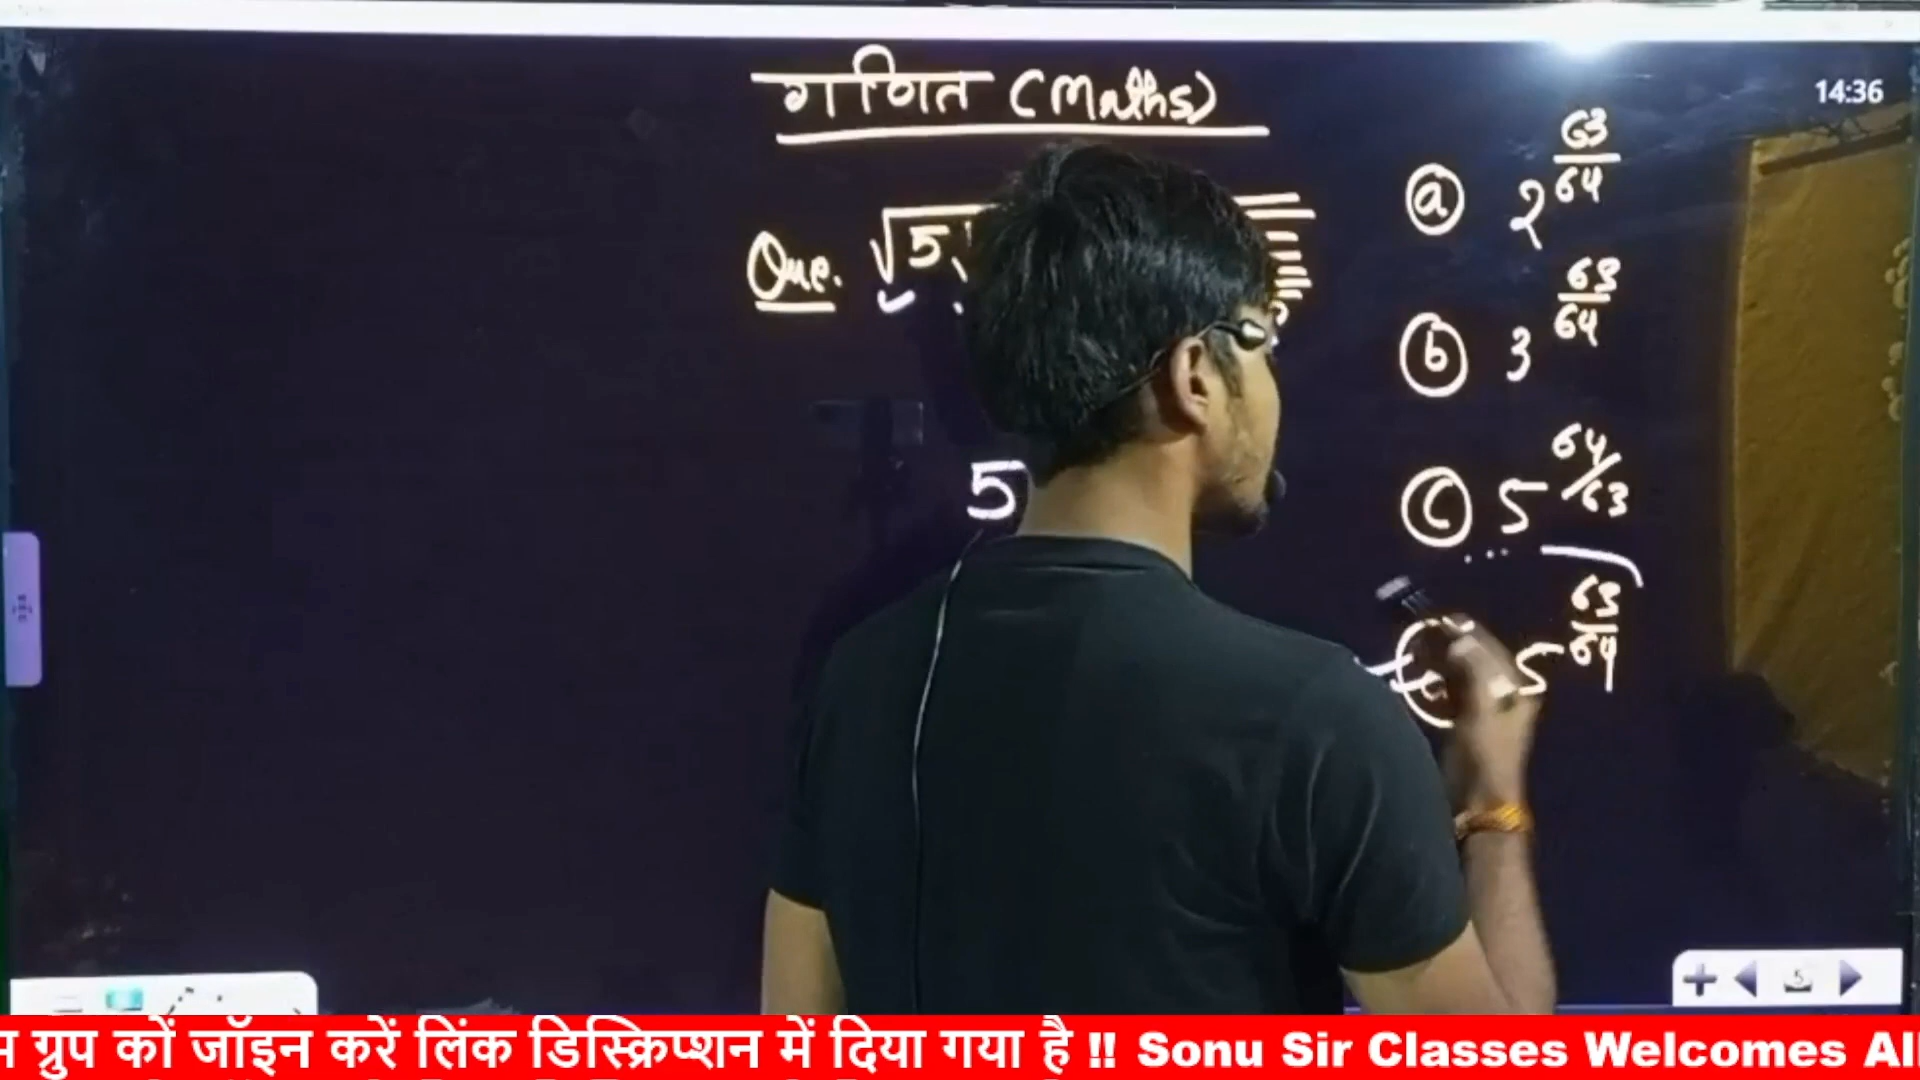 गणित (Maths)
14:36
Que. √5√
5
ⓐ 2^63/64
ⓑ 3^63/64
ⓒ 5^64/63
5^63/64
5
ग्रुप कों जॉइन करें लिंक डिस्क्रिप्शन में दिया गया है !! Sonu Sir Classes Welcomes All